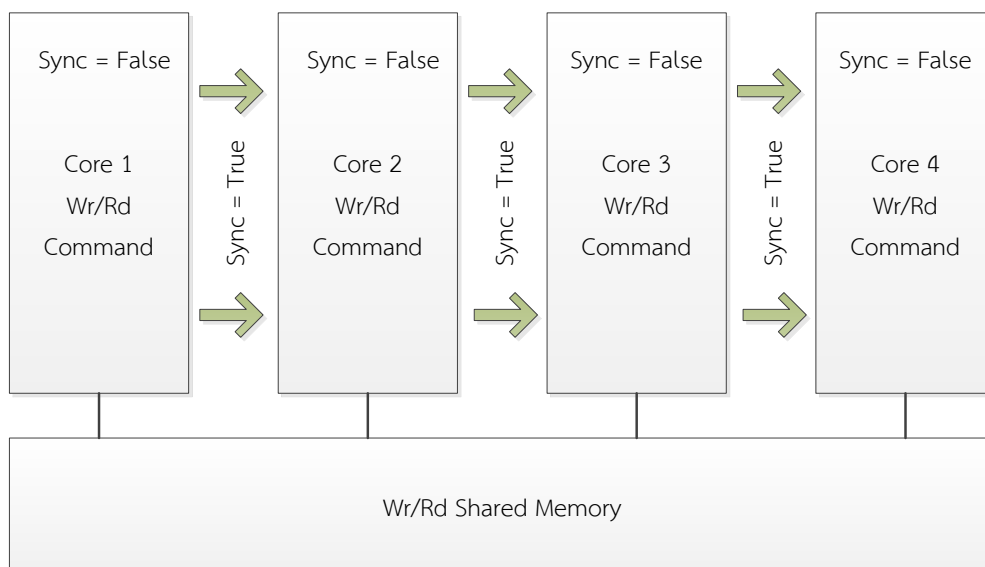 Sync = False
Core 1
Wr/Rd
Command
Sync = True
Sync = False
Core 2
Wr/Rd
Command
Sync = True
Sync = False
Core 3
Wr/Rd
Command
Sync = True
Sync = False
Core 4
Wr/Rd
Command
Wr/Rd Shared Memory